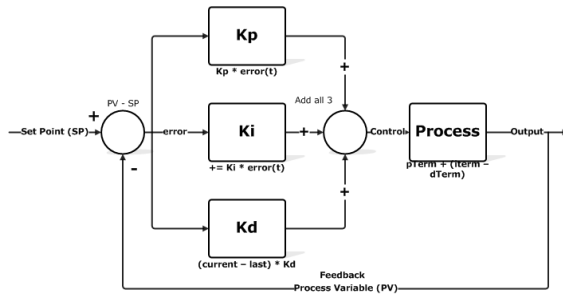 Kp
Kp * error(t)
+
PV - SP
Add all 3
+
Set Point (SP)
error
Ki
+
Control
Process
Output
-
+= Ki * error(t)
pTerm + (iterm –
dTerm)
+
Kd
(current – last) * Kd
Feedback
Process Variable (PV)